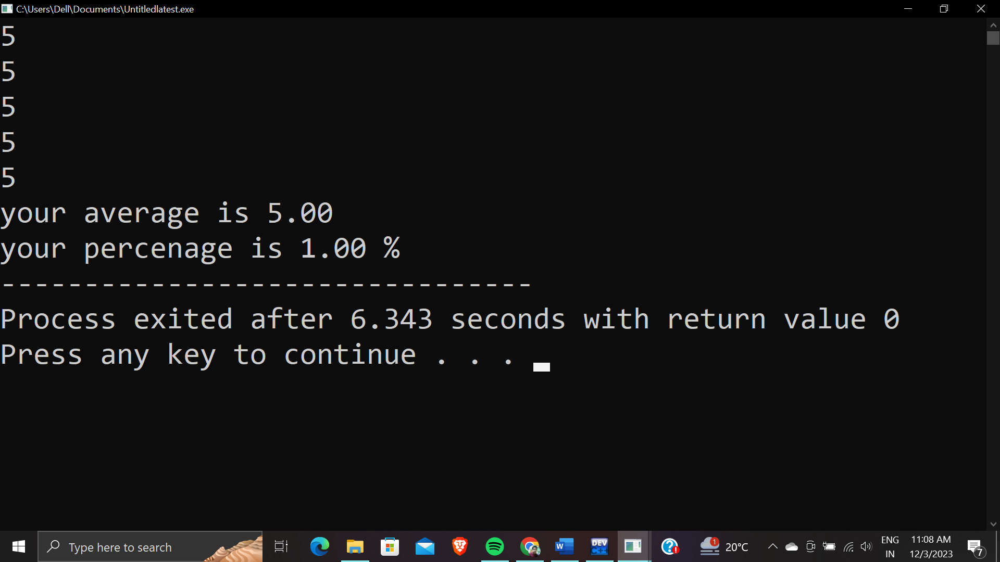 C:\Users\Dell\Documents\Untitledlatest.exe
5
5
5
5
5
your average is 5.00
your percenage is 1.00 %
--------------------------------
Process exited after 6.343 seconds with return value 0
Press any key to continue . . .
Type here to search
W
DEV
C++
1
20°C
ENG
IN
11:08 AM
12/3/2023
7